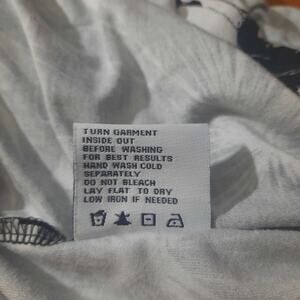 TURN GARMENT
INSIDE OUT
BEFORE WASHING
FOR BEST RESULTS
HAND WASH COLD
SEPARATELY
DO NOT BLEACH
LAY FLAT TO DRY
LOW IRON IF NEEDED